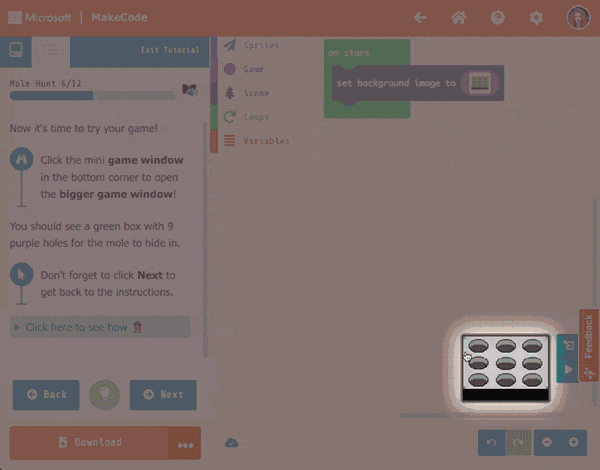 Microsoft | MakeCode
Exit Tutorial
Mole Hunt 6/12
Now it's time to try your game!
Click the mini game window
in the bottom corner to open
the bigger game window!
You should see a green box with 9
purple holes for the mole to hide in.
Don't forget to click Next to
get back to the instructions.
Click here to see how
Back
Next
Download
Sprites
Game
Scene
Loops
Variables
on start
set background image to
Feedback